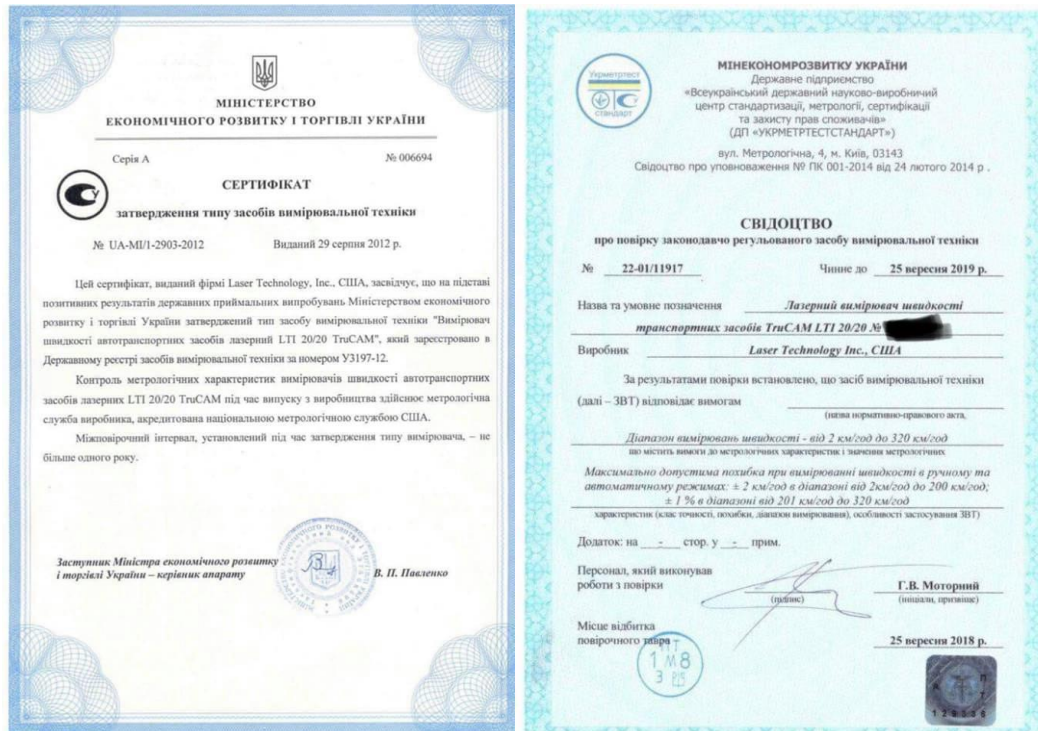 МІНІСТЕРСТВО
ЕКОНОМІЧНОГО РОЗВИТКУ І ТОРГІВЛІ УКРАЇНИ
Серія А
№ 006694
СЕРТИФІКАТ
затвердження типу засобів вимірювальної техніки
№ UA-MI/1-2903-2012
Виданий 29 серпня 2012 р.
Цей сертифікат, виданий фірмі Laser Technology, Inc., США, засвідчує, що на підставі
позитивних результатів державних приймальних випробувань Міністерством економічного
розвитку і торгівлі України затверджений тип засобу вимірювальної техніки "Вимірювач
швидкості автотранспортних засобів лазерний LTI 20/20 TruCAM", який зареєстровано в
Державному реєстрі засобів вимірювальної техніки за номером У3197-12.
Контроль метрологічних характеристик вимірювачів швидкості автотранспортних
засобів лазерних LTI 20/20 TruCAM під час випуску з виробництва здійснює метрологічна
служба виробника, акредитована національною метрологічною службою США.
Міжповірочний інтервал, установлений під час затвердження типу вимірювача, – не
більше одного року.
Заступник Міністра економічного розвитку
і торгівлі України – керівник апарату
В. П. Павленко
Укрметртест
стандарт
МІНЕКОНОМРОЗВИТКУ УКРАЇНИ
Державне підприємство
«Всеукраїнський державний науково-виробничий
центр стандартизації, метрології, сертифікації
та захисту прав споживачів»
(ДП «УКРМЕТРТЕСТСТАНДАРТ»)
вул. Метрологічна, 4, м. Київ, 03143
Свідоцтво про уповноваження № ПК 001-2014 від 24 лютого 2014 р .
СВІДОЦТВО
про повірку законодавчо регульованого засобу вимірювальної техніки
№ 22-01/11917
Чинне до 25 вересня 2019 р.
Назва та умовне позначення Лазерний вимірювач швидкості
транспортних засобів TruCAM LTI 20/20 №
Виробник Laser Technology Inc., США
За результатами повірки встановлено, що засіб вимірювальної техніки
(далі – ЗВТ) відповідає вимогам
(назва нормативно-правового акта,
Діапазон вимірювань швидкості - від 2 км/год до 320 км/год
що містить вимоги до метрологічних характеристик і значення метрологічних
Максимально допустима похибка при вимірюванні швидкості в ручному та
автоматичному режимах: ± 2 км/год в діапазоні від 2км/год до 200 км/год;
± 1 % в діапазоні від 201 км/год до 320 км/год
характеристик (клас точності, похибки, діапазон вимірювання), особливості застосування ЗВТ)
Додаток: на - стор. у - прим.
Персонал, який виконував
роботи з повірки
Г.В. Моторний
(підпис)
(ініціали, прізвище)
Місце відбитка
повірочного тавра
25 вересня 2018 р.
129536